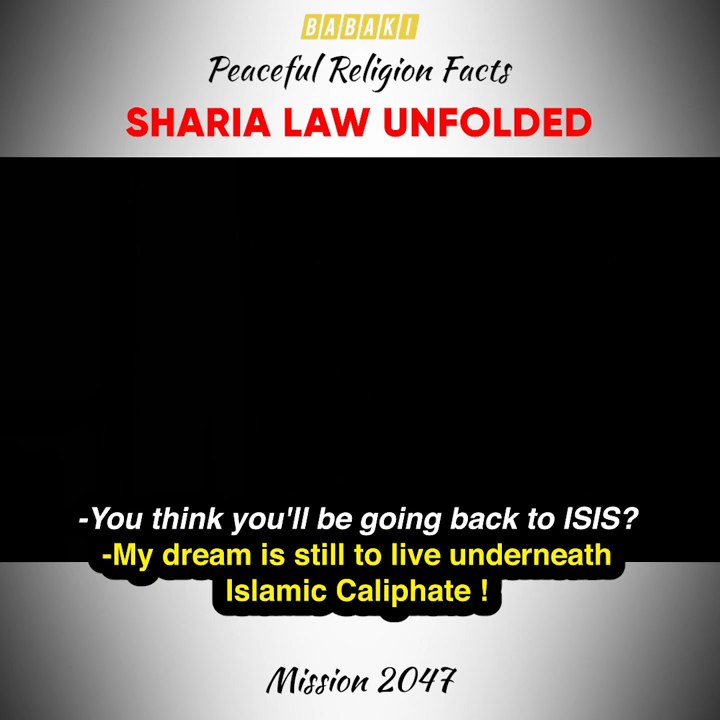 BABAKI
Peaceful Religion Facts
SHARIA LAW UNFOLDED
-You think you'll be going back to ISIS?
-My dream is still to live underneath
Islamic Caliphate !
Mission 2047